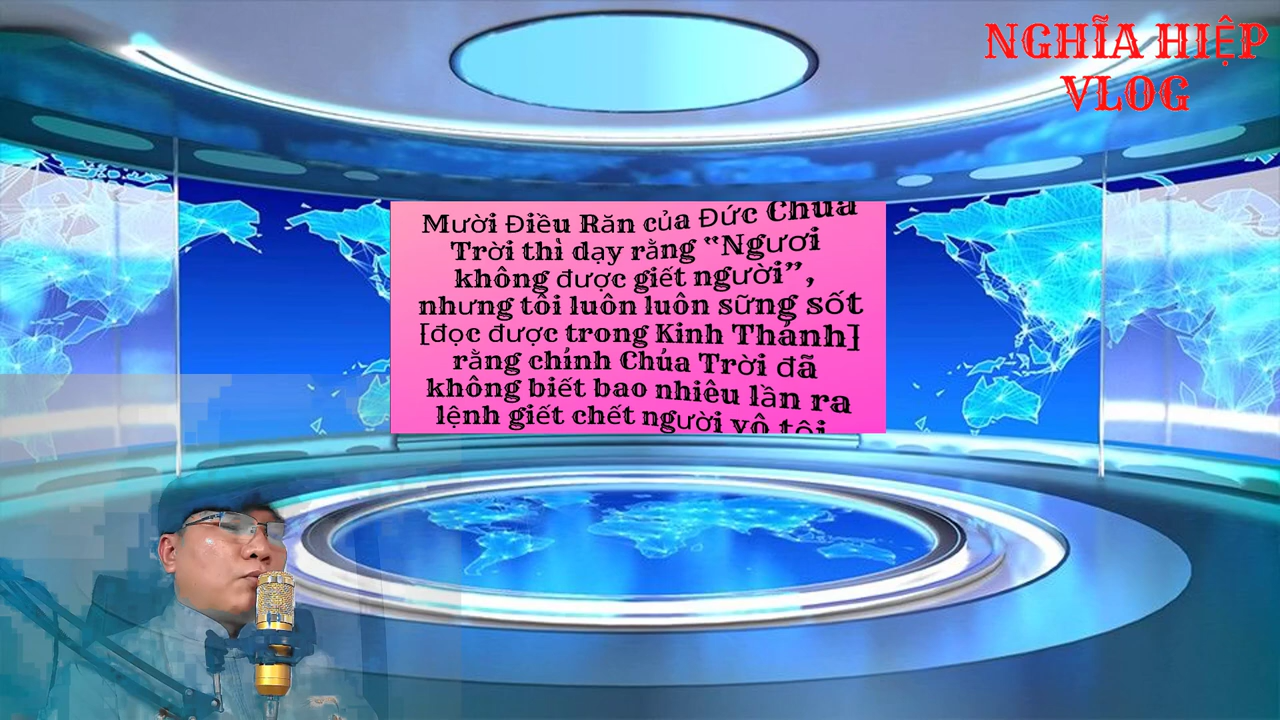 NGHĨA HIỆP
VLOG
Mười Điều Răn của Đức Chúa
Trời thì dạy rằng “Ngươi
không được giết người”,
nhưng tôi luôn luôn sững sốt
[đọc được trong Kinh Thánh]
rằng chính Chúa Trời đã
không biết bao nhiêu lần ra
lệnh giết chết người vô tội